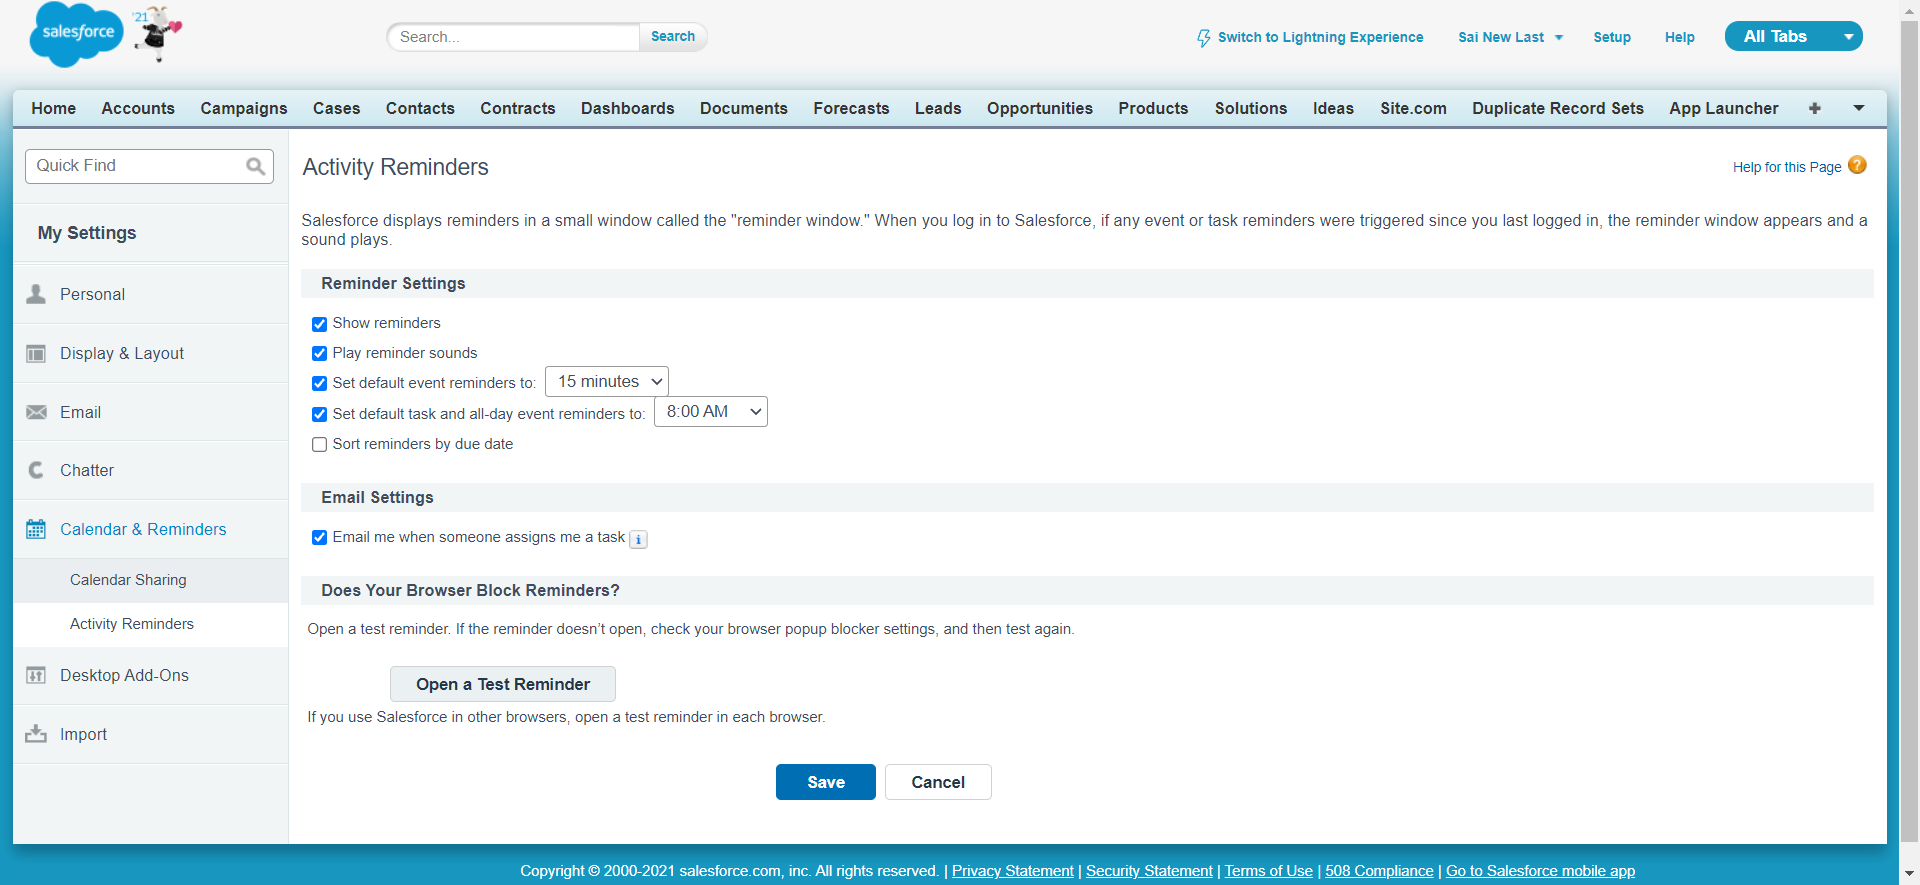 salesforce
'21
Search...
Search
Switch to Lightning Experience
Sai New Last
Setup
Help
All Tabs
Home Accounts Campaigns Cases Contacts Contracts Dashboards Documents Forecasts Leads Opportunities Products Solutions Ideas Site.com Duplicate Record Sets App Launcher +
Quick Find
My Settings
Personal
Display & Layout
Email
Chatter
Calendar & Reminders
Calendar Sharing
Activity Reminders
Desktop Add-Ons
Import
Activity Reminders
Help for this Page ?
Salesforce displays reminders in a small window called the "reminder window." When you log in to Salesforce, if any event or task reminders were triggered since you last logged in, the reminder window appears and a
sound plays.
Reminder Settings
Show reminders
Play reminder sounds
Set default event reminders to: 15 minutes
Set default task and all-day event reminders to: 8:00 AM
Sort reminders by due date
Email Settings
Email me when someone assigns me a task i
Does Your Browser Block Reminders?
Open a test reminder. If the reminder doesn’t open, check your browser popup blocker settings, and then test again.
Open a Test Reminder
If you use Salesforce in other browsers, open a test reminder in each browser.
Save
Cancel
Copyright © 2000-2021 salesforce.com, inc. All rights reserved. | Privacy Statement | Security Statement | Terms of Use | 508 Compliance | Go to Salesforce mobile app